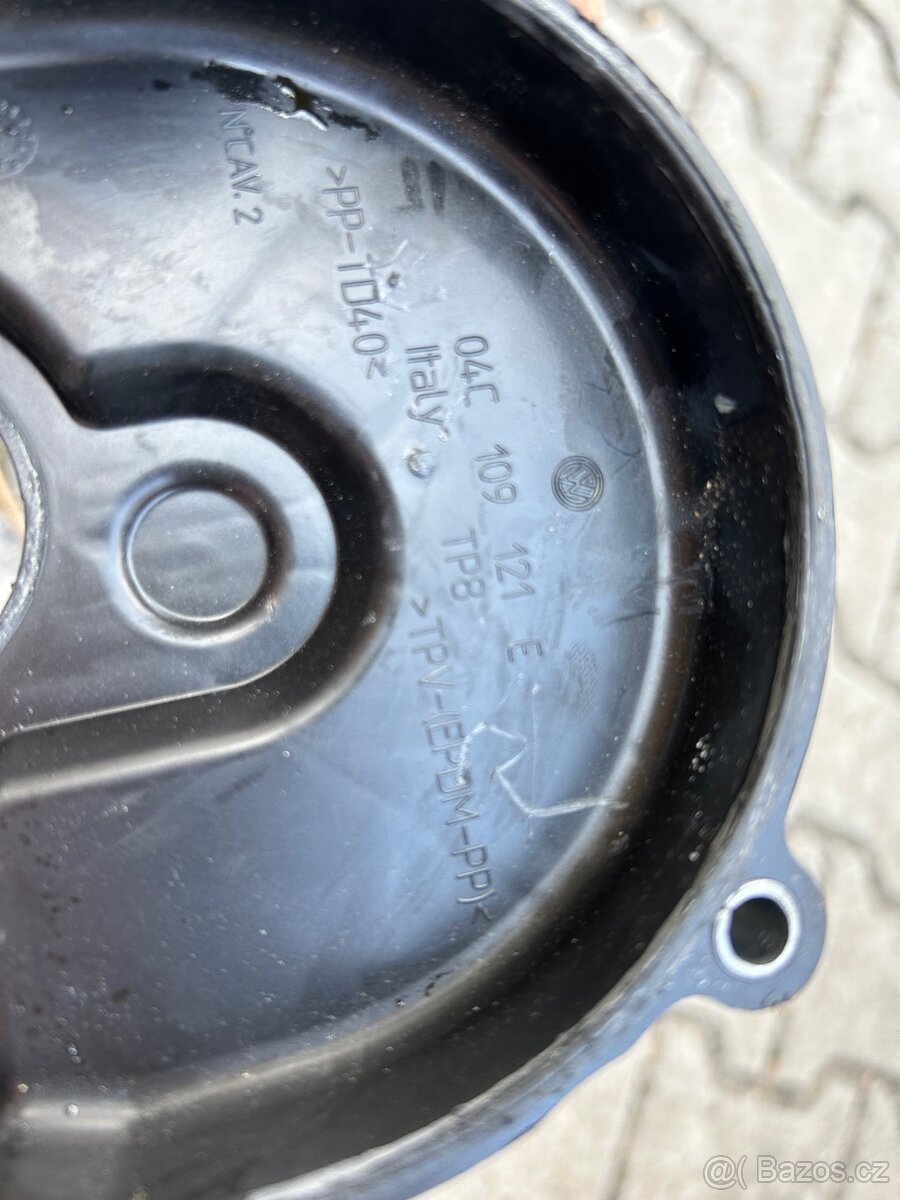 04C 109 121 E
Italy TP8
>PP-TD40< >TPV-(EPDM-PP)<
N°CAV. 2
@( Bazos.cz